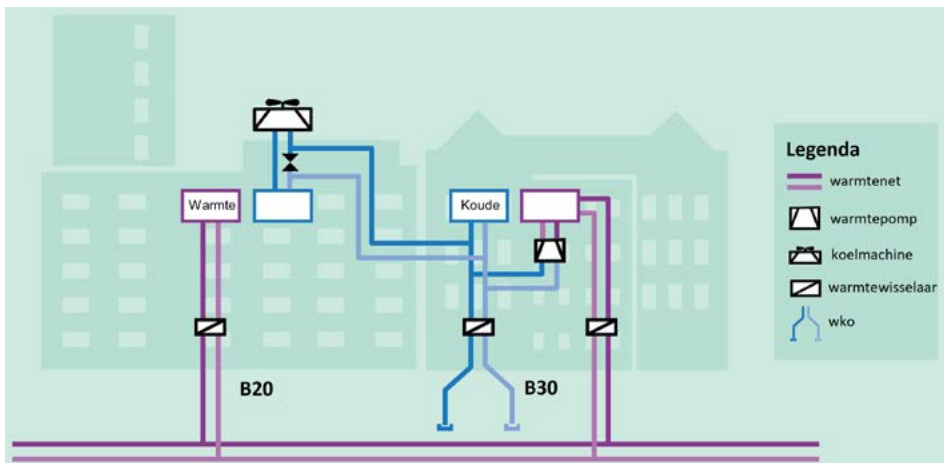 Warmte
Koude
B20
B30
Legenda
warmtenet
warmtepomp
koelmachine
warmtewisselaar
wko